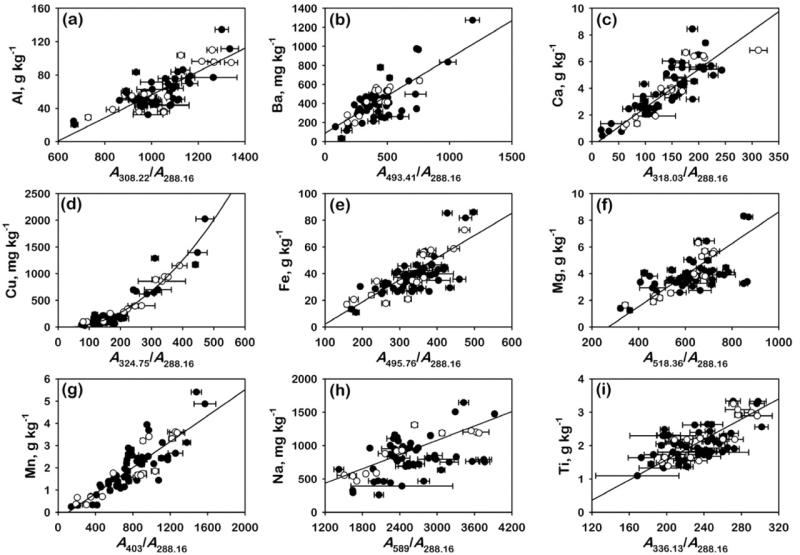 (a) (b) (c)
160 1500 10
120 1200 8
80 900 6
40 600 4
0 300 2
0 0
Al, g kg-1 Ba, mg kg-1 Ca, g kg-1
600 800 1000 1200 1400 0 500 1000 1500 0 50 100 150 200 250 300 350
A308.22/A288.16 A493.41/A288.16 A318.03/A288.16
(d) (e) (f)
2500 100 10
2000 80 8
1500 60 6
1000 40 4
500 20 2
0 0 0
Cu, mg kg-1 Fe, g kg-1 Mg, g kg-1
0 100 200 300 400 500 600 100 200 300 400 500 600 200 400 600 800 1000
A324.75/A288.16 A495.76/A288.16 A518.36/A288.16
(g) (h) (i)
6 2000 4
5 1600 3
4 1200 2
3 800 1
2 400 0
1 0
0
Mn, g kg-1 Na, mg kg-1 Ti, g kg-1
0 400 800 1200 1600 2000 1200 1800 2400 3000 3600 4200 120 160 200 240 280 320
A403/A288.16 A589/A288.16 A336.13/A288.16